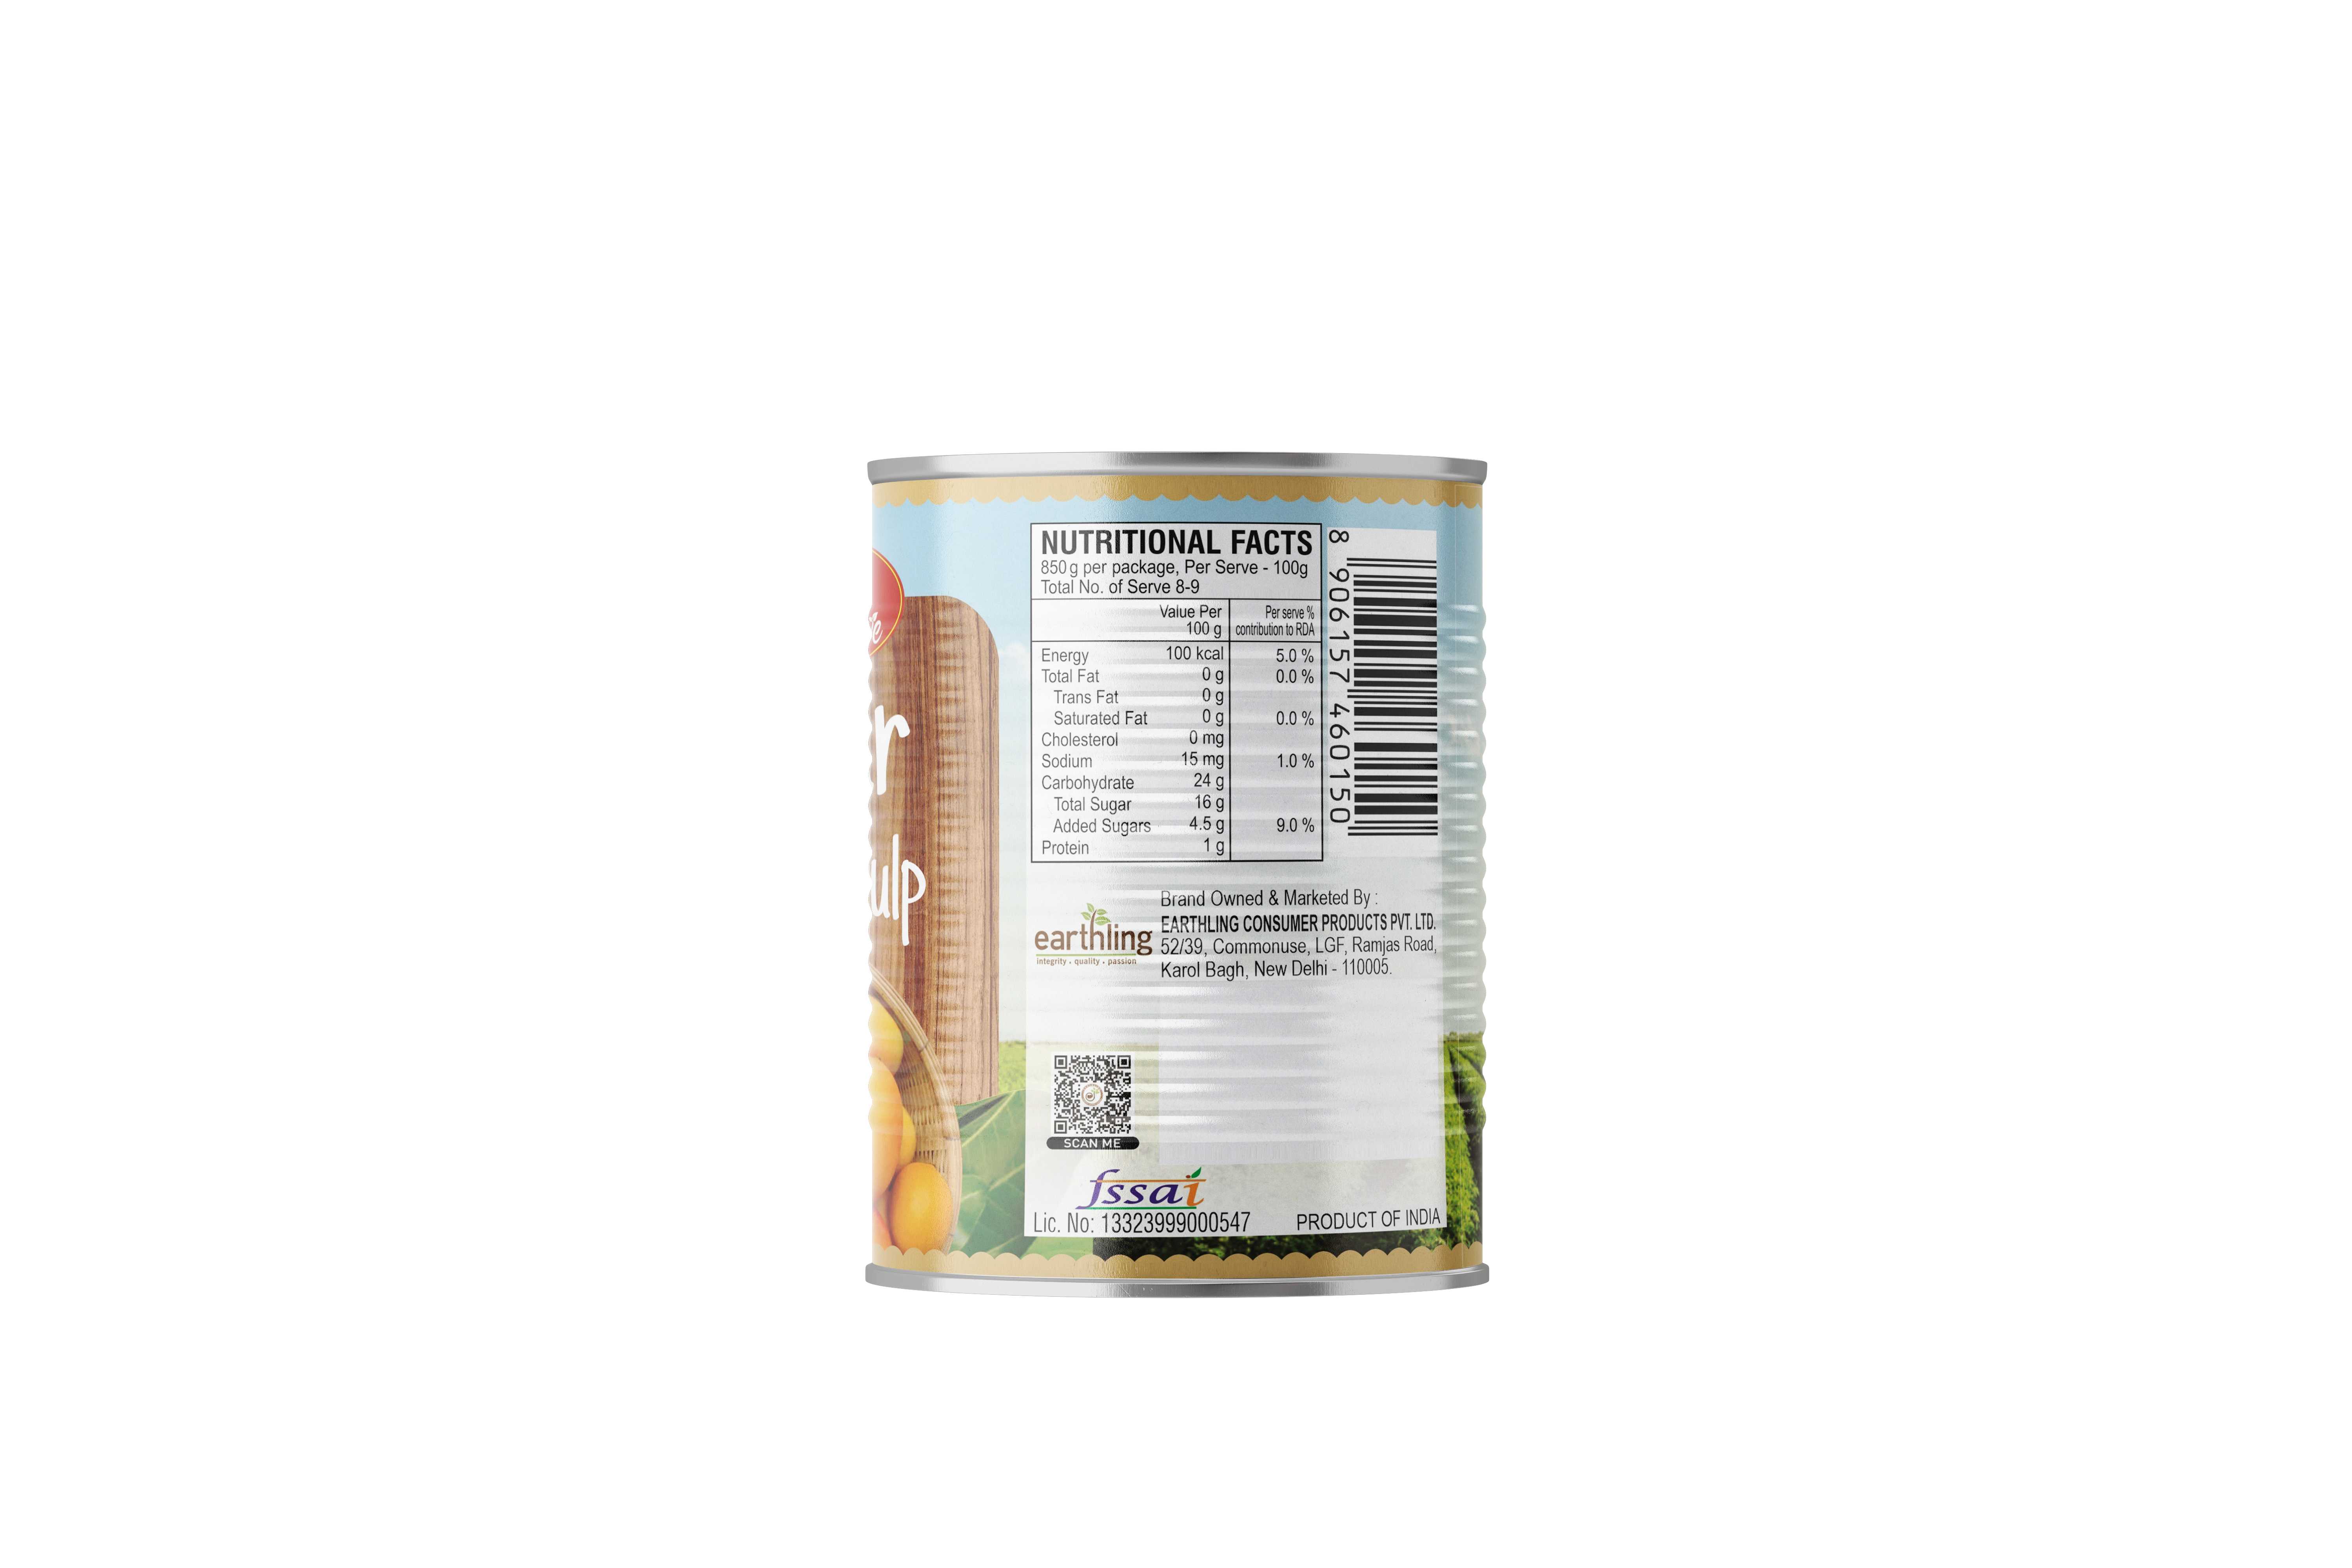 r
ulp
NUTRITIONAL FACTS
850 g per package, Per Serve - 100g
Total No. of Serve 8-9
Value Per 100 g
Per serve % contribution to RDA
Energy 100 kcal 5.0 %
Total Fat 0 g 0.0 %
Trans Fat 0 g
Saturated Fat 0 g 0.0 %
Cholesterol 0 mg
Sodium 15 mg 1.0 %
Carbohydrate 24 g
Total Sugar 16 g
Added Sugars 4.5 g 9.0 %
Protein 1 g
8 906157 460150
earthling
integrity . quality . passion
Brand Owned & Marketed By :
EARTHLING CONSUMER PRODUCTS PVT. LTD.
52/39, Commonuse, LGF, Ramjas Road,
Karol Bagh, New Delhi - 110005.
SCAN ME
fssai
Lic. No: 13323999000547
PRODUCT OF INDIA